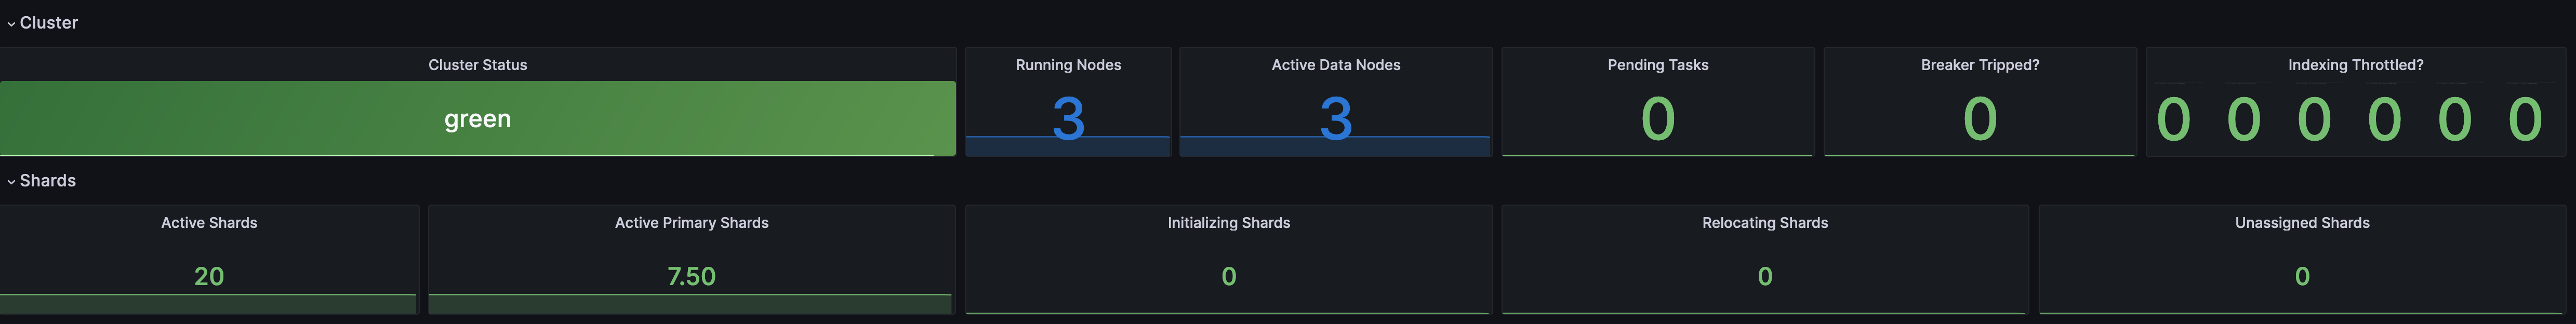 Cluster
Cluster Status
Running Nodes
Active Data Nodes
Pending Tasks
Breaker Tripped?
Indexing Throttled?
green
3
3
0
0
0 0 0 0 0 0
Shards
Active Shards
Active Primary Shards
Initializing Shards
Relocating Shards
Unassigned Shards
20
7.50
0
0
0